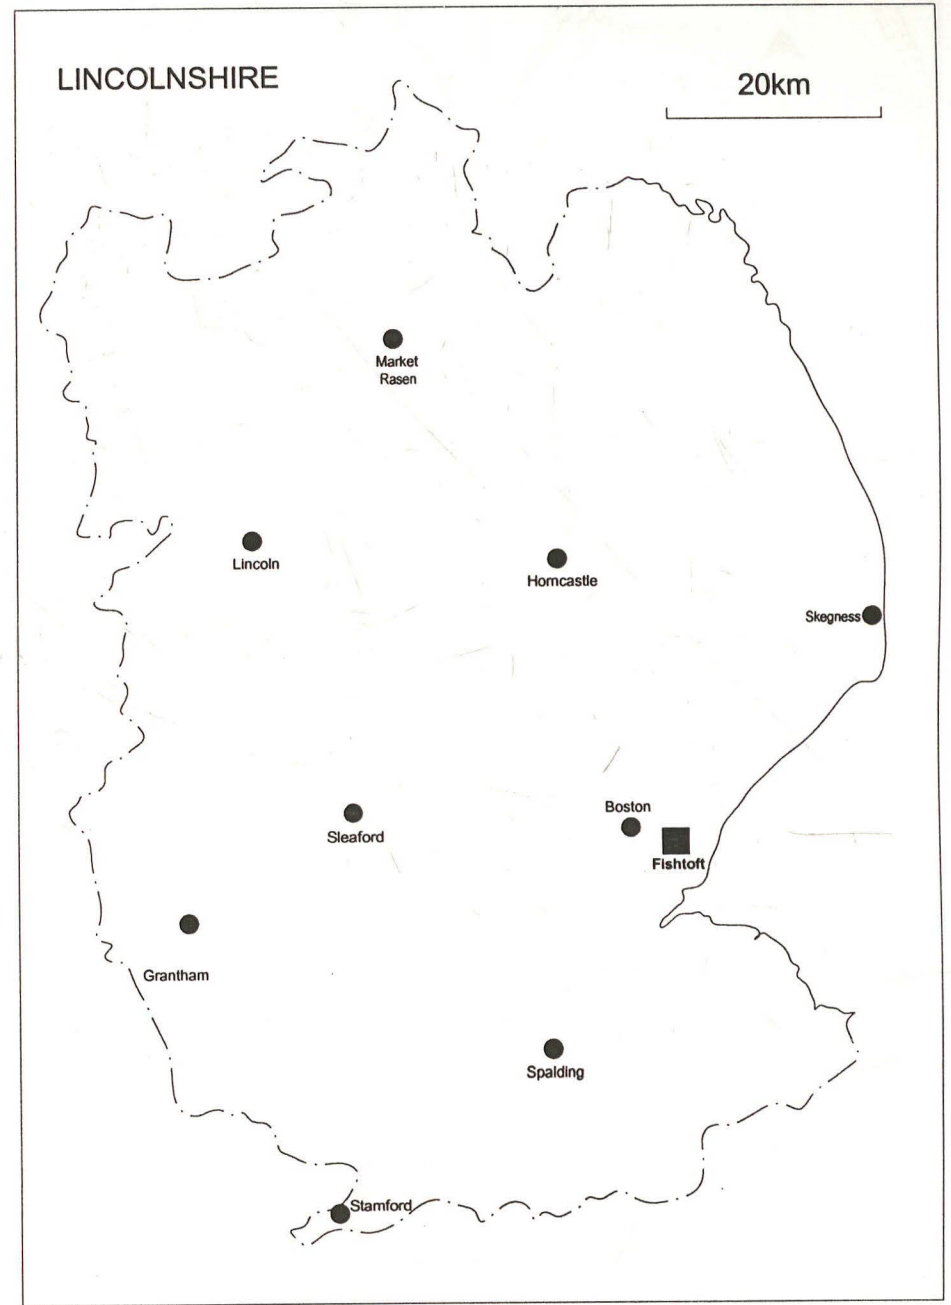 LINCOLNSHIRE
20km
Market
Rasen
Lincoln
Horncastle
Skegness
Boston
Sleaford
Fishtoft
Grantham
Spalding
Stamford